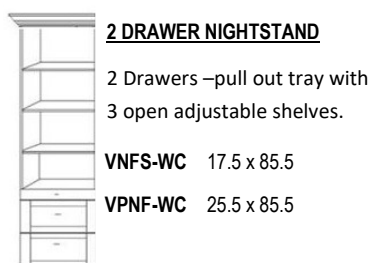 2 DRAWER NIGHTSTAND
2 Drawers –pull out tray with
3 open adjustable shelves.
VNFS-WC 17.5 x 85.5
VPNF-WC 25.5 x 85.5